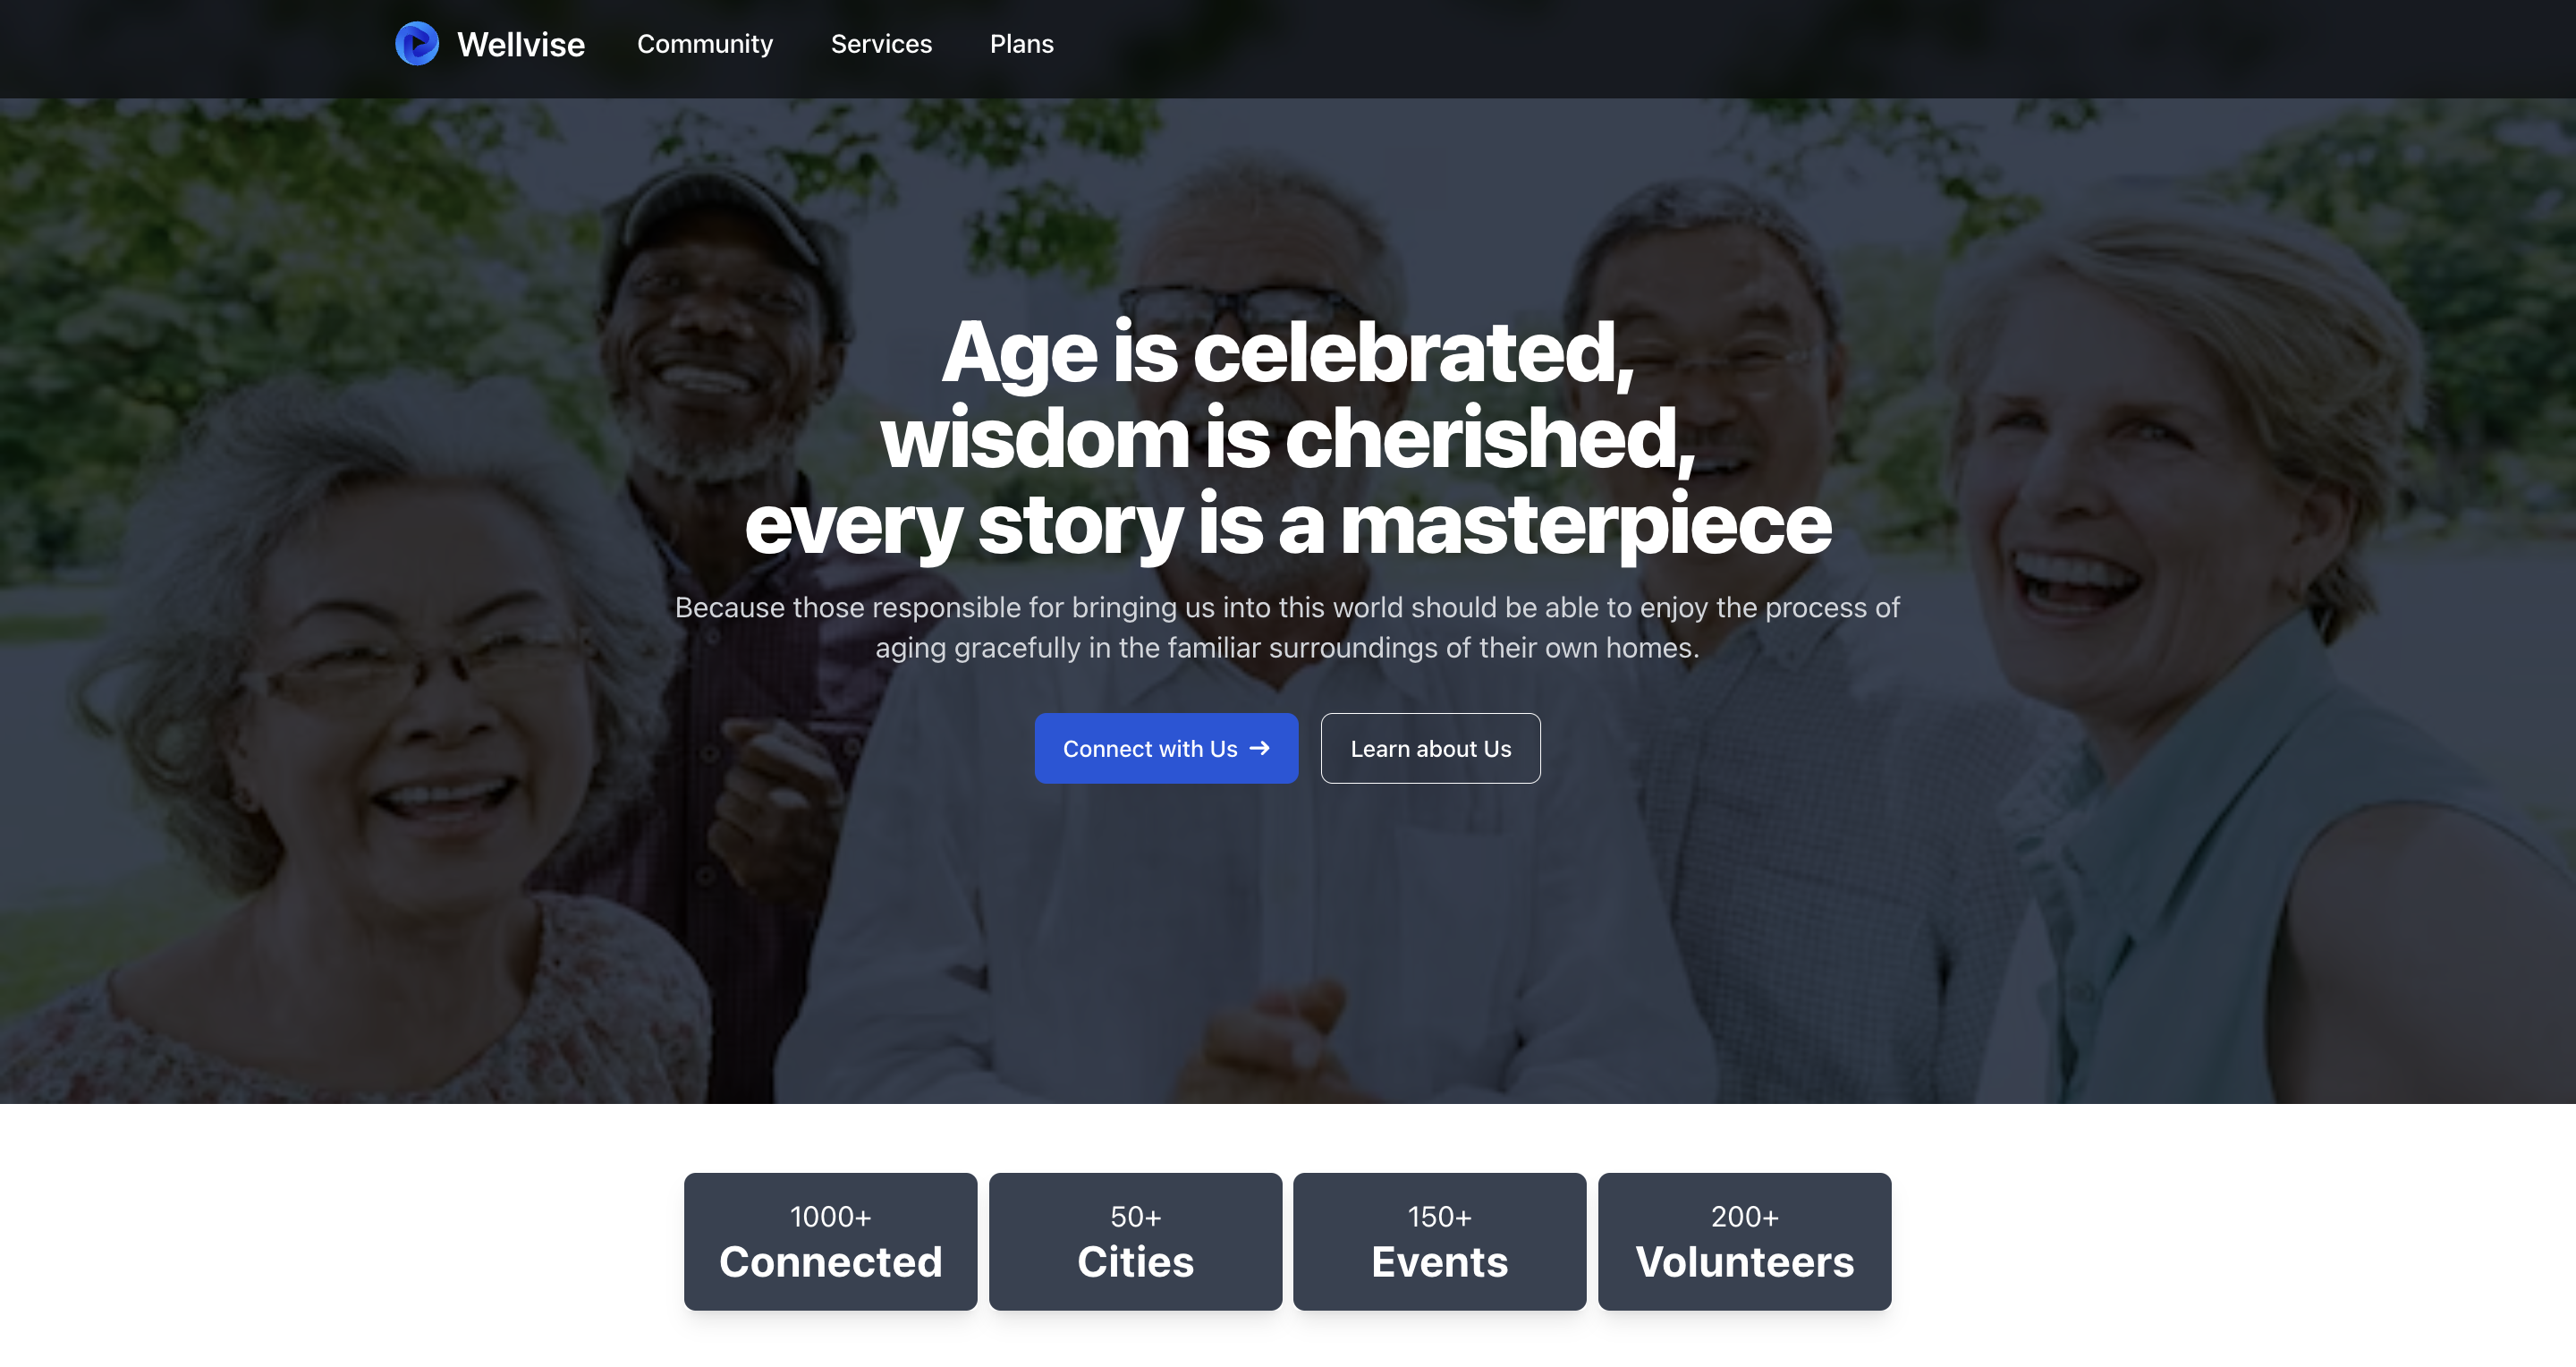 Wellvise Community Services Plans
Age is celebrated,
wisdom is cherished,
every story is a masterpiece
Because those responsible for bringing us into this world should be able to enjoy the process of
aging gracefully in the familiar surroundings of their own homes.
Connect with Us → Learn about Us
1000+
Connected
50+
Cities
150+
Events
200+
Volunteers